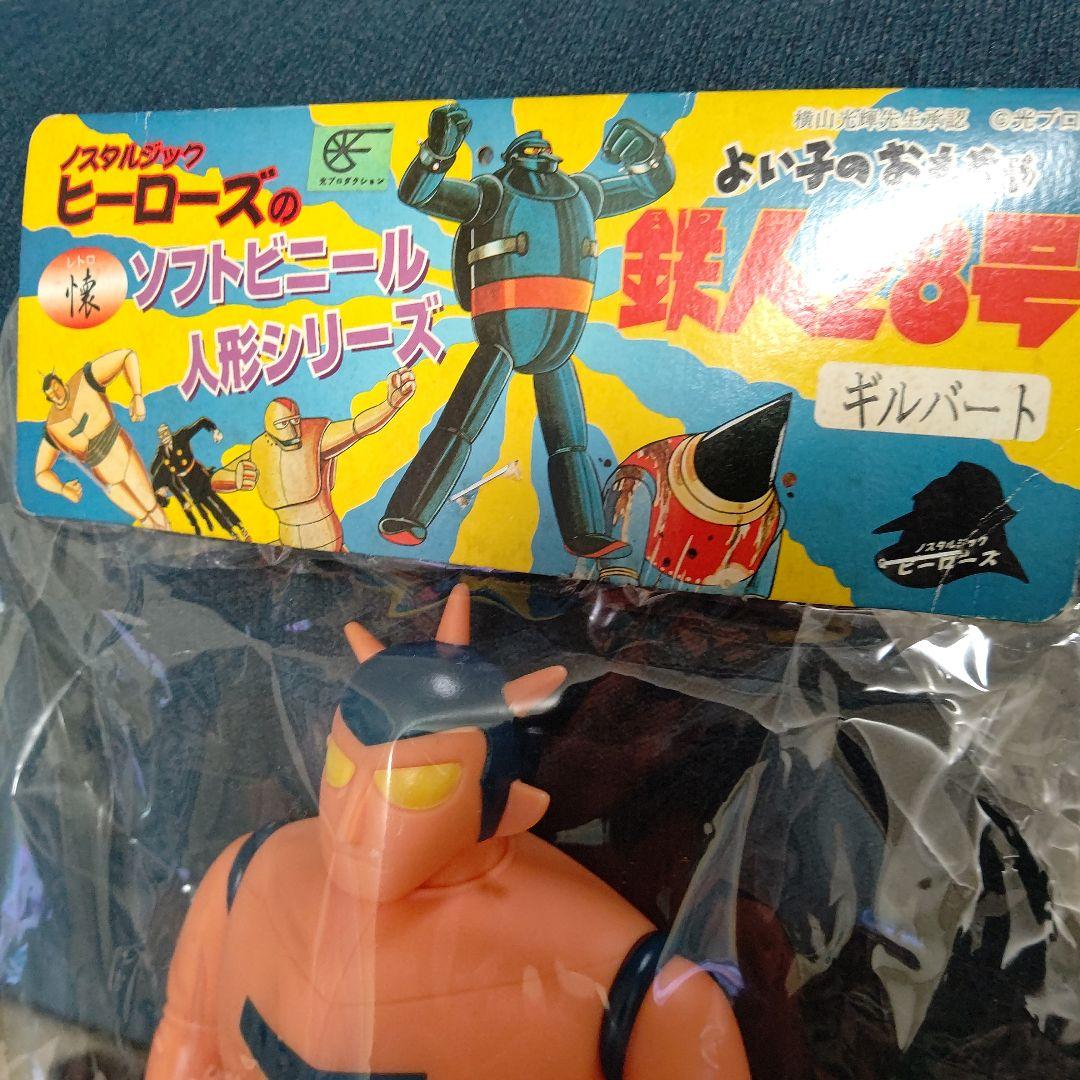 横山光輝先生承認 ©光プロ
ノスタルジック
ヒーローズの
光プロダクション
よい子のおもちゃ
レトロ
懐
ソフトビニール
人形シリーズ
鉄人28号
ギルバート
ノスタルジック
ヒーローズ